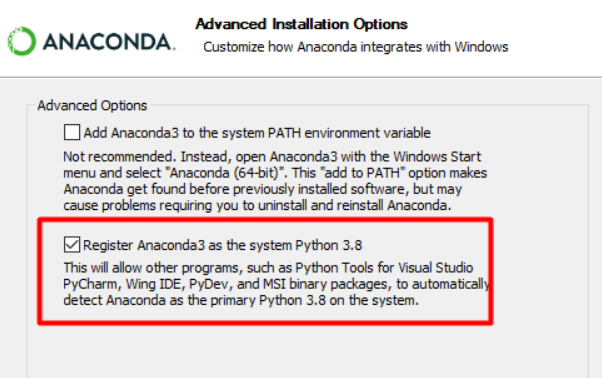 ANACONDA.
Advanced Installation Options
Customize how Anaconda integrates with Windows
Advanced Options
Add Anaconda3 to the system PATH environment variable
Not recommended. Instead, open Anaconda3 with the Windows Start
menu and select "Anaconda (64-bit)". This "add to PATH" option makes
Anaconda get found before previously installed software, but may
cause problems requiring you to uninstall and reinstall Anaconda.
Register Anaconda3 as the system Python 3.8
This will allow other programs, such as Python Tools for Visual Studio
PyCharm, Wing IDE, PyDev, and MSI binary packages, to automatically
detect Anaconda as the primary Python 3.8 on the system.